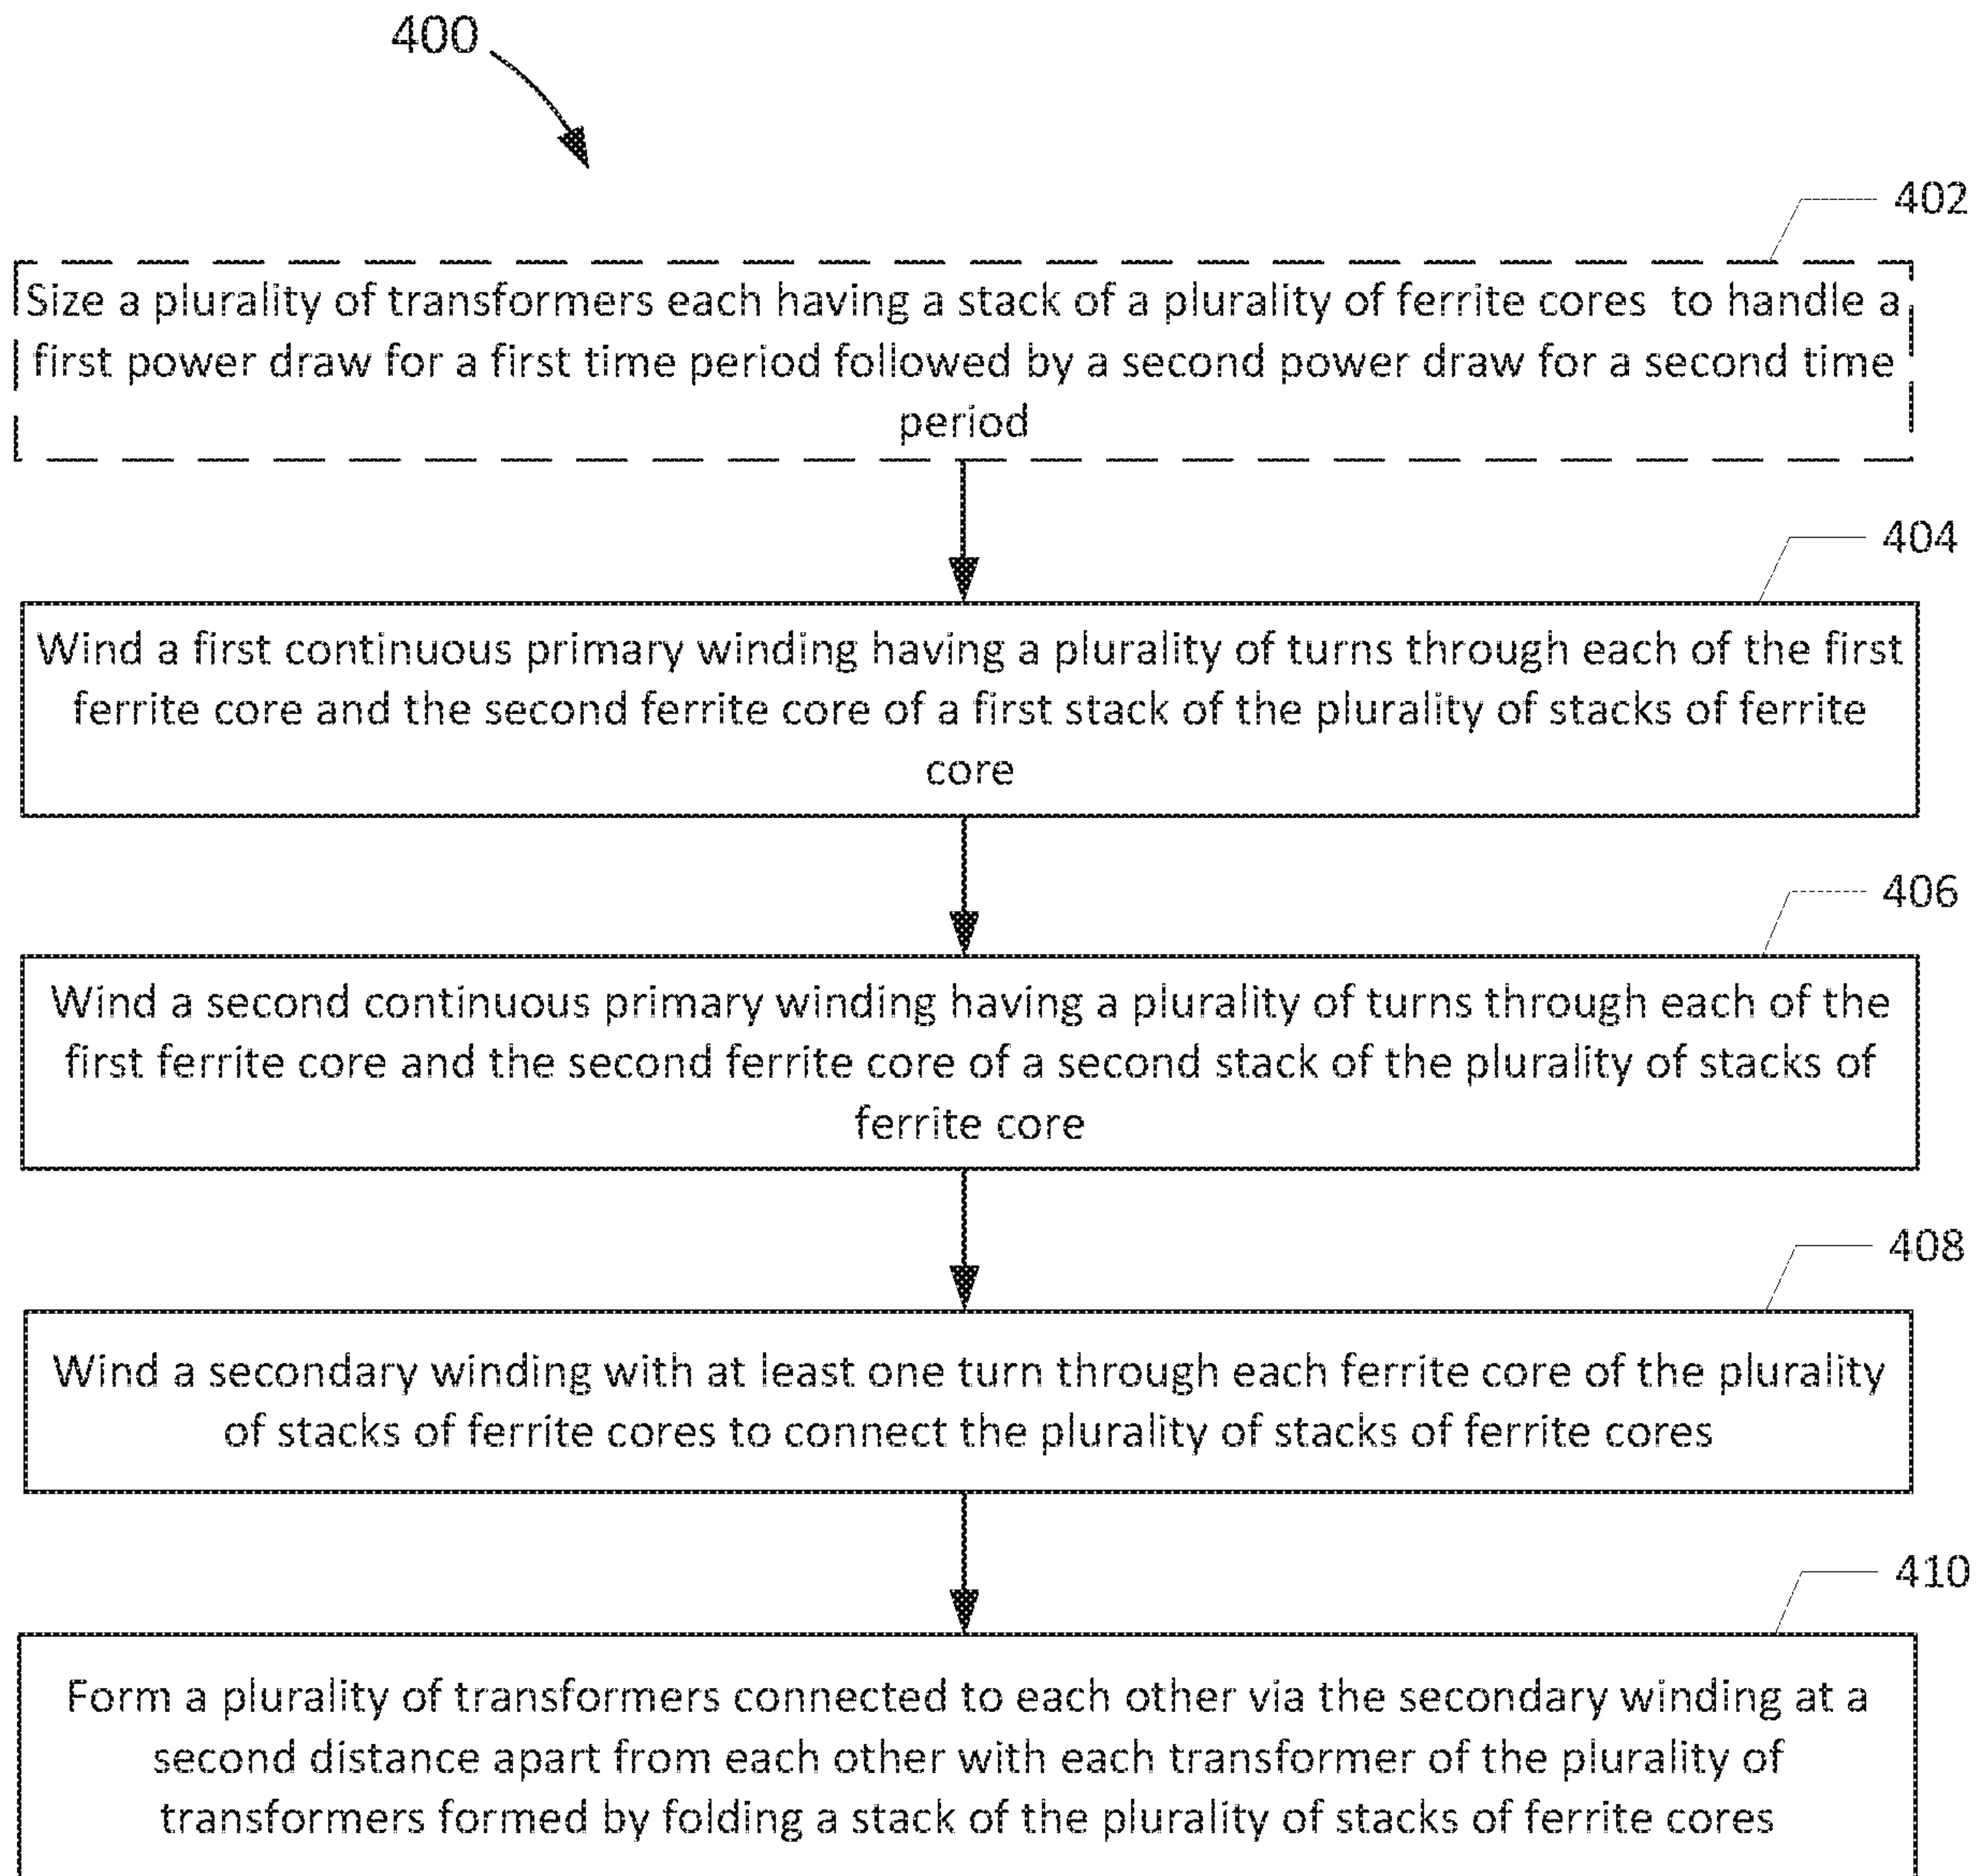 400
402
Size a plurality of transformers each having a stack of a plurality of ferrite cores to handle a
first power draw for a first time period followed by a second power draw for a second time
period
404
Wind a first continuous primary winding having a plurality of turns through each of the first
ferrite core and the second ferrite core of a first stack of the plurality of stacks of ferrite
core
406
Wind a second continuous primary winding having a plurality of turns through each of the
first ferrite core and the second ferrite core of a second stack of the plurality of stacks of
ferrite core
408
Wind a secondary winding with at least one turn through each ferrite core of the plurality
of stacks of ferrite cores to connect the plurality of stacks of ferrite cores
410
Form a plurality of transformers connected to each other via the secondary winding at a
second distance apart from each other with each transformer of the plurality of
transformers formed by folding a stack of the plurality of stacks of ferrite cores